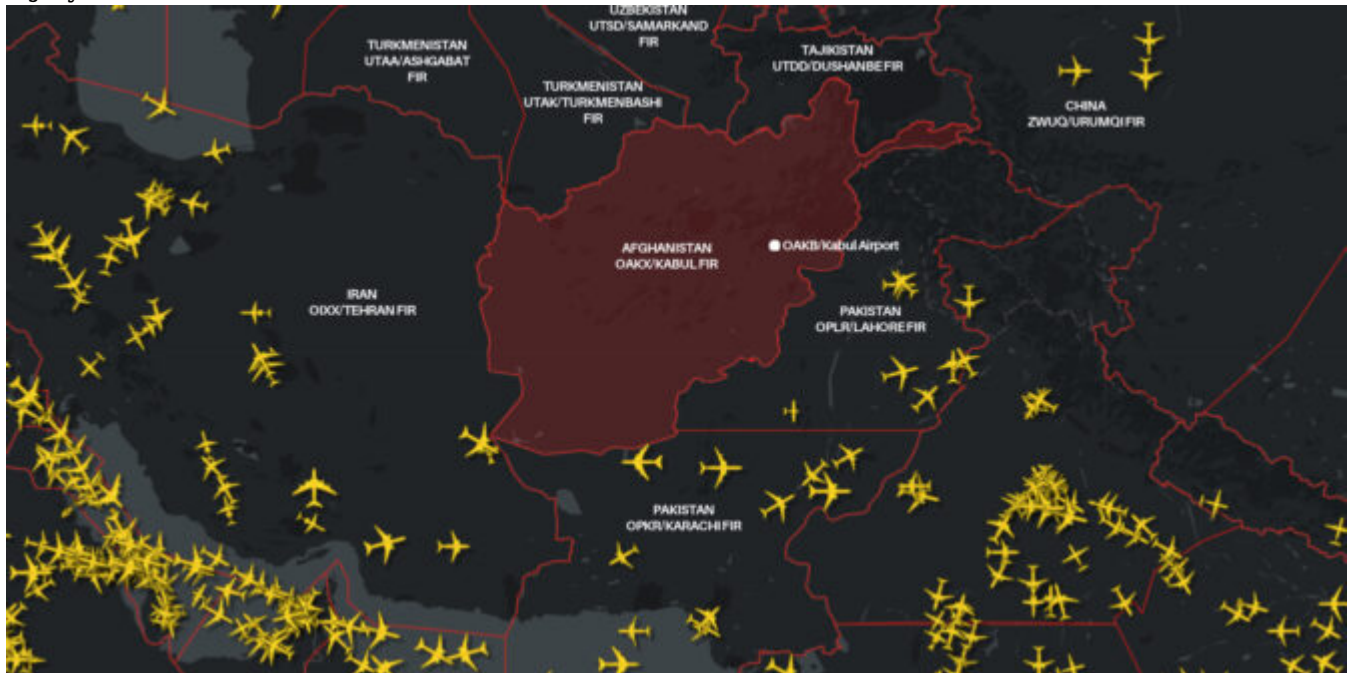 UZBEKISTAN
UTSD/SAMARKAND
FIR
TURKMENISTAN
UTAA/ASHGABAT
FIR
TAJIKISTAN
UTDD/DUSHANBE FIR
TURKMENISTAN
UTAK/TURKMENBASHI
FIR
CHINA
ZWUQ/URUMQI FIR
AFGHANISTAN
OAKX/KABUL FIR
OAKB/Kabul Airport
IRAN
OIXX/TEHRAN FIR
PAKISTAN
OPLR/LAHORE FIR
PAKISTAN
OPKR/KARACHI FIR